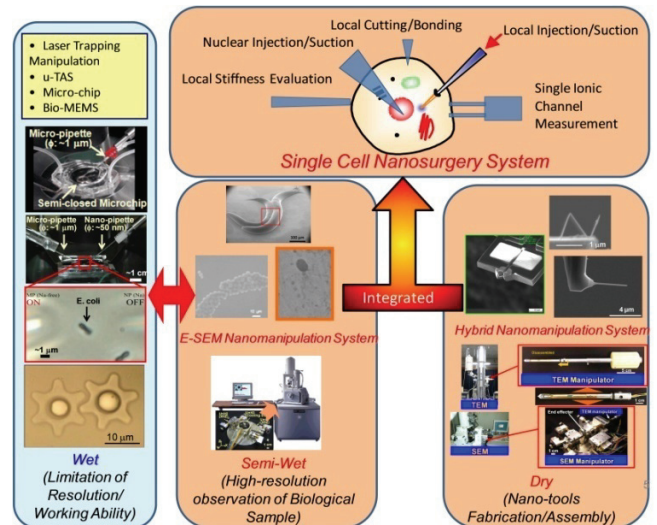 • Laser Trapping
Manipulation
• u-TAS
• Micro-chip
• Bio-MEMS
Micro-pipette
(ϕ: ~1 μm)
Semi-closed Microchip
Micro-pipette
(ϕ:~1 μm)
Nano-pipette
(ϕ:~50 nm)
~1 cm
ON
OFF
E. coli
~1 μm
10 μm
Wet
(Limitation of
Resolution/
Working Ability)
Local Cutting/Bonding
Nuclear Injection/Suction
Local Injection/Suction
Local Stiffness Evaluation
Single Ionic
Channel
Measurement
Single Cell Nanosurgery System
E-SEM Nanomanipulation System
Semi-Wet
(High-resolution
observation of Biological
Sample)
Integrated
1 μm
4 μm
Hybrid Nanomanipulation System
TEM Manipulator
TEM
SEM
End effector
TEM manipulator
SEM Manipulator
Dry
(Nano-tools
Fabrication/Assembly)